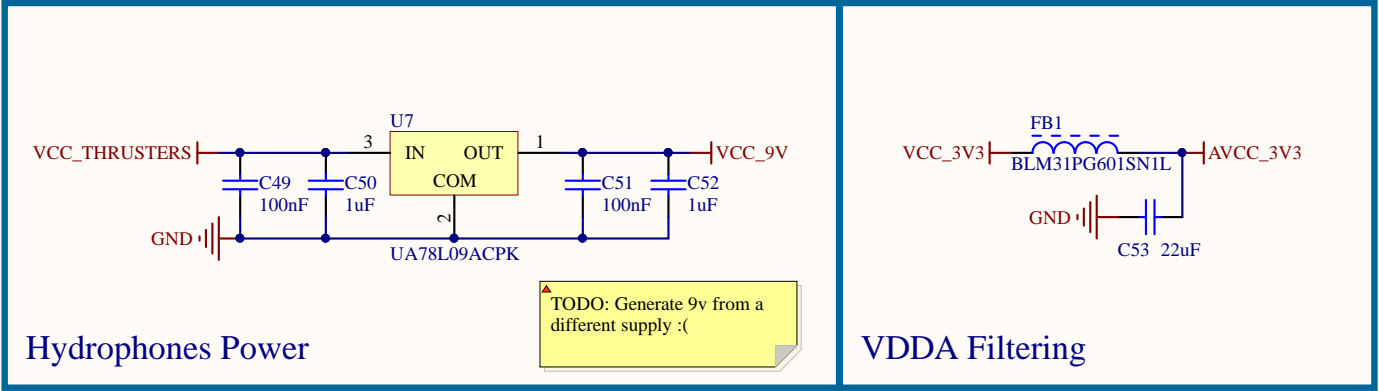 U7
VCC_THRUSTERS
3
IN
OUT
1
VCC_9V
COM
C49
100nF
C50
1uF
C51
100nF
C52
1uF
2
GND
UA78L09ACPK
TODO: Generate 9v from a
different supply :(
Hydrophones Power
FB1
VCC_3V3
AVCC_3V3
BLM31PG601SN1L
GND
C53 22uF
VDDA Filtering